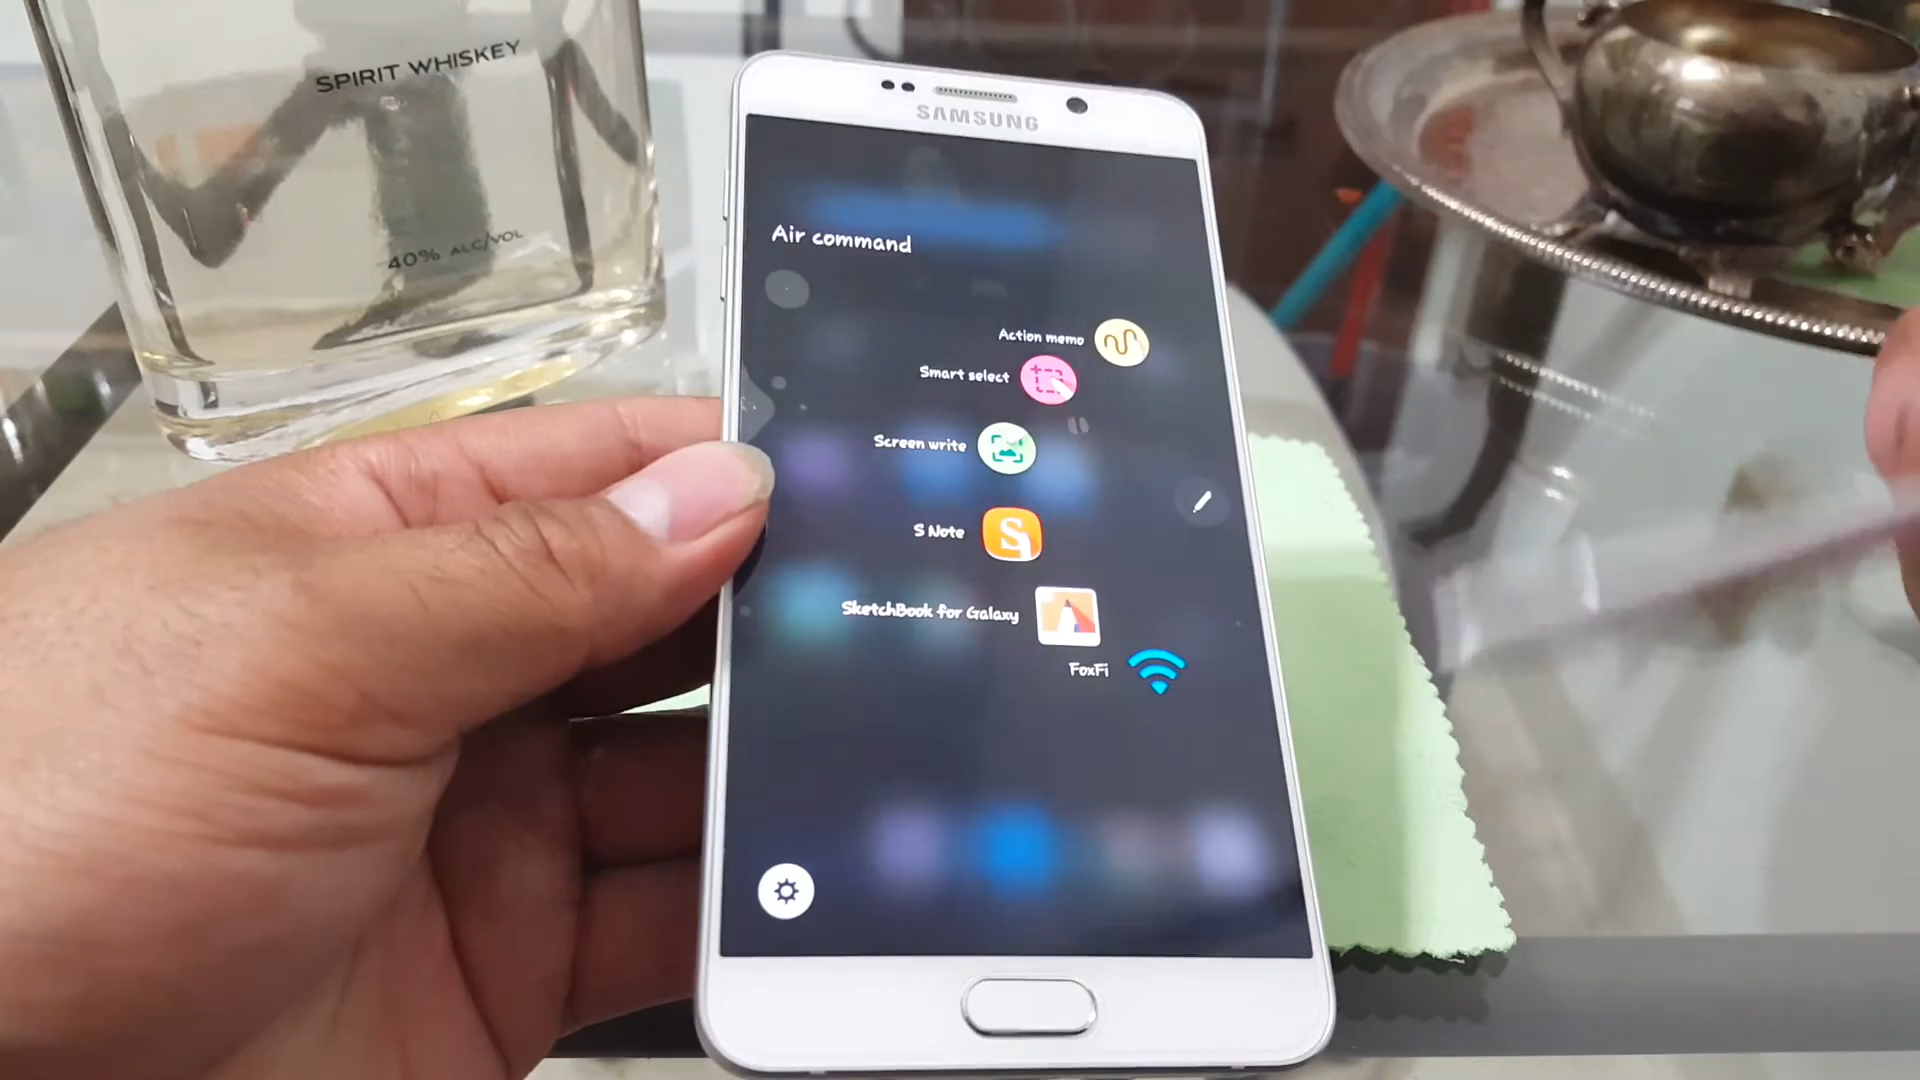 SPIRIT WHISKEY
40% ALC/VOL
SAMSUNG
Air command
Action memo
Smart select
Screen write
S Note
SketchBook for Galaxy
FoxFi